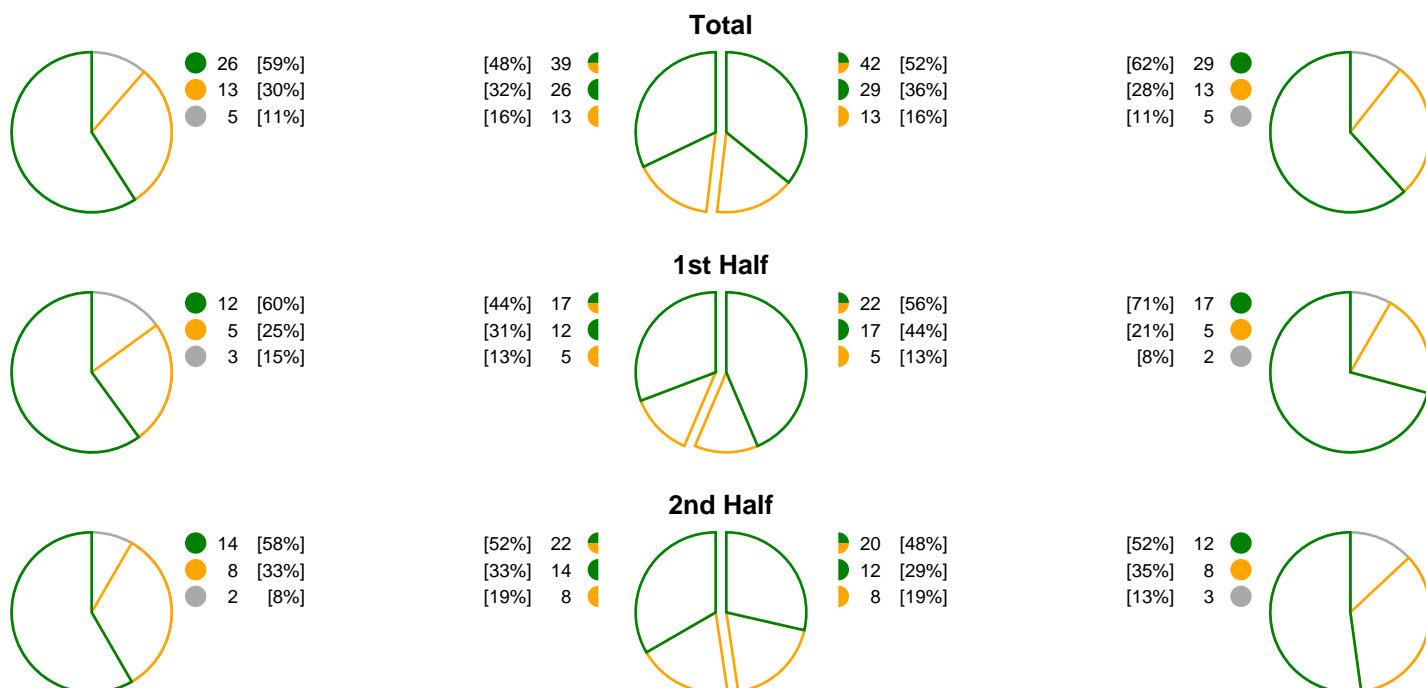 Total
26 [59%] [48%] 39 42 [52%] [62%] 29
13 [30%] [32%] 26 29 [36%] [28%] 13
5 [11%] [16%] 13 13 [16%] [11%] 5
1st Half
12 [60%] [44%] 17 22 [56%] [71%] 17
5 [25%] [31%] 12 17 [44%] [21%] 5
3 [15%] [13%] 5 5 [13%] [8%] 2
2nd Half
14 [58%] [52%] 22 20 [48%] [52%] 12
8 [33%] [33%] 14 12 [29%] [35%] 8
2 [8%] [19%] 8 8 [19%] [13%] 3